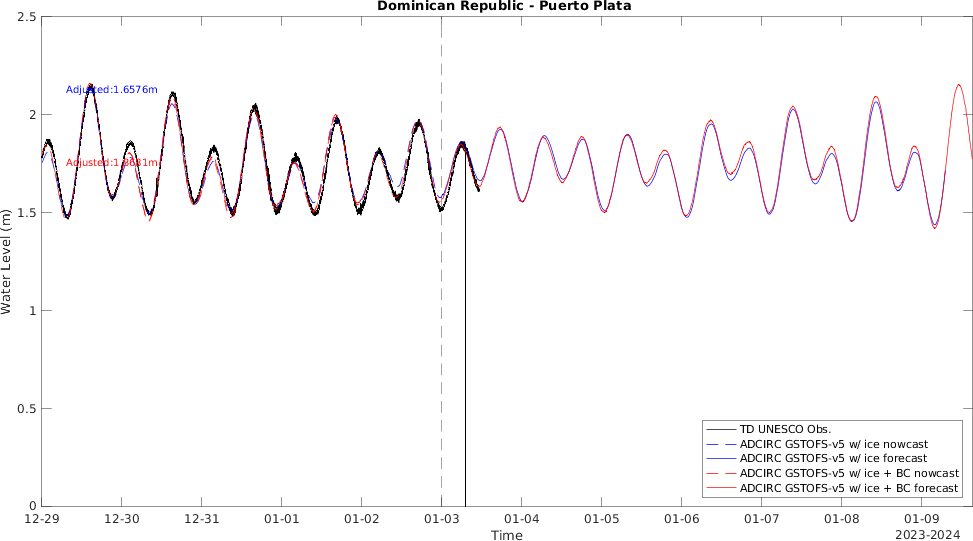 Dominican Republic - Puerto Plata
2.5
2
1.5
1
0.5
0
Water Level (m)
Adjusted:1.6576m
TD UNESCO Obs.
ADCIRC GSTOFS-v5 w/ ice nowcast
ADCIRC GSTOFS-v5 w/ ice forecast
ADCIRC GSTOFS-v5 w/ ice + BC nowcast
ADCIRC GSTOFS-v5 w/ ice + BC forecast
12-29 12-30 12-31 01-01 01-02 01-03 01-04 01-05 01-06 01-07 01-08 01-09
Time
2023-2024